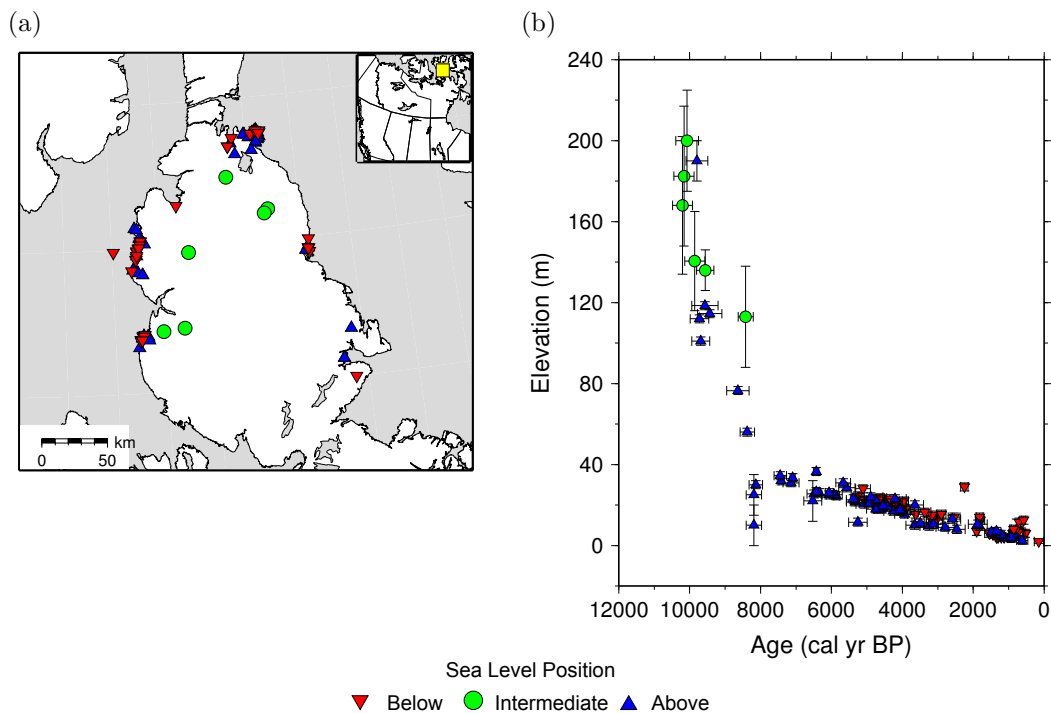 (a)
(b)
km
0 50
Elevation (m)
240
200
160
120
80
40
0
12000 10000 8000 6000 4000 2000 0
Age (cal yr BP)
Sea Level Position
Below Intermediate Above